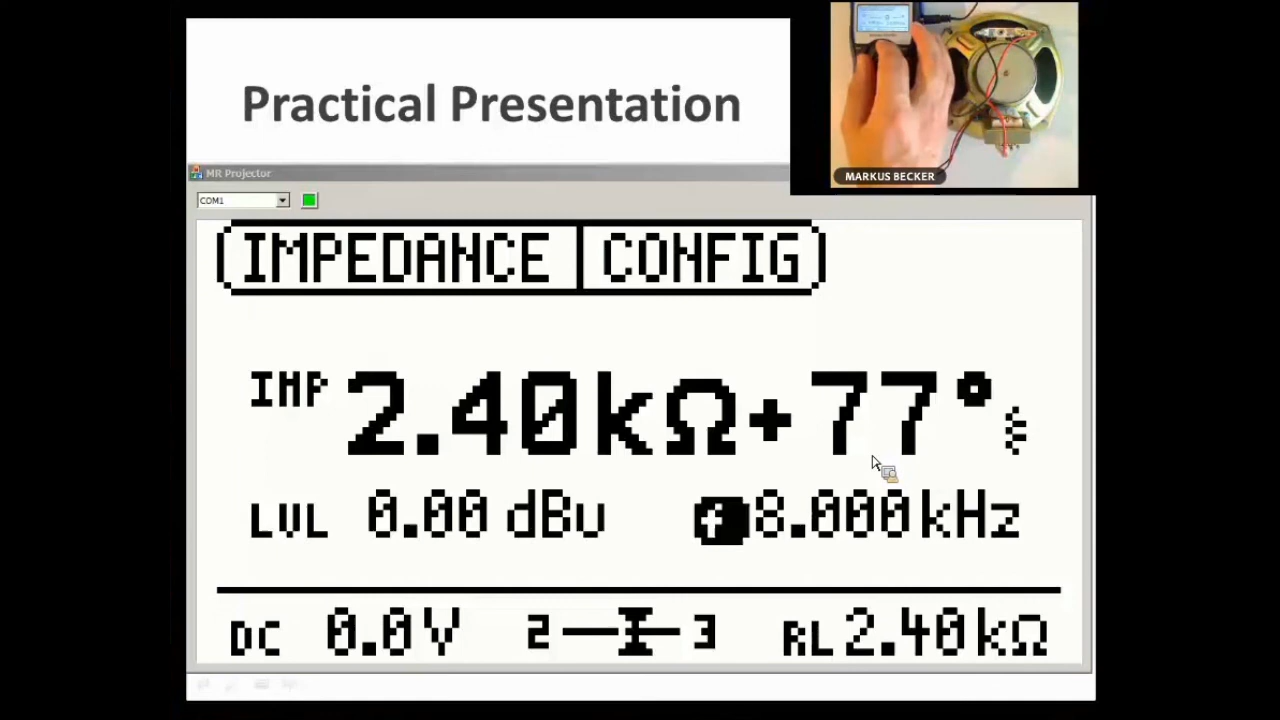 Practical Presentation
MARKUS BECKER
MR Projector
COM1
IMPEDANCE CONFIG
IMP 2.40kΩ+77°
LVL 0.00 dBu f 8.000kHz
DC 0.0V 2 3 RL 2.40kΩ